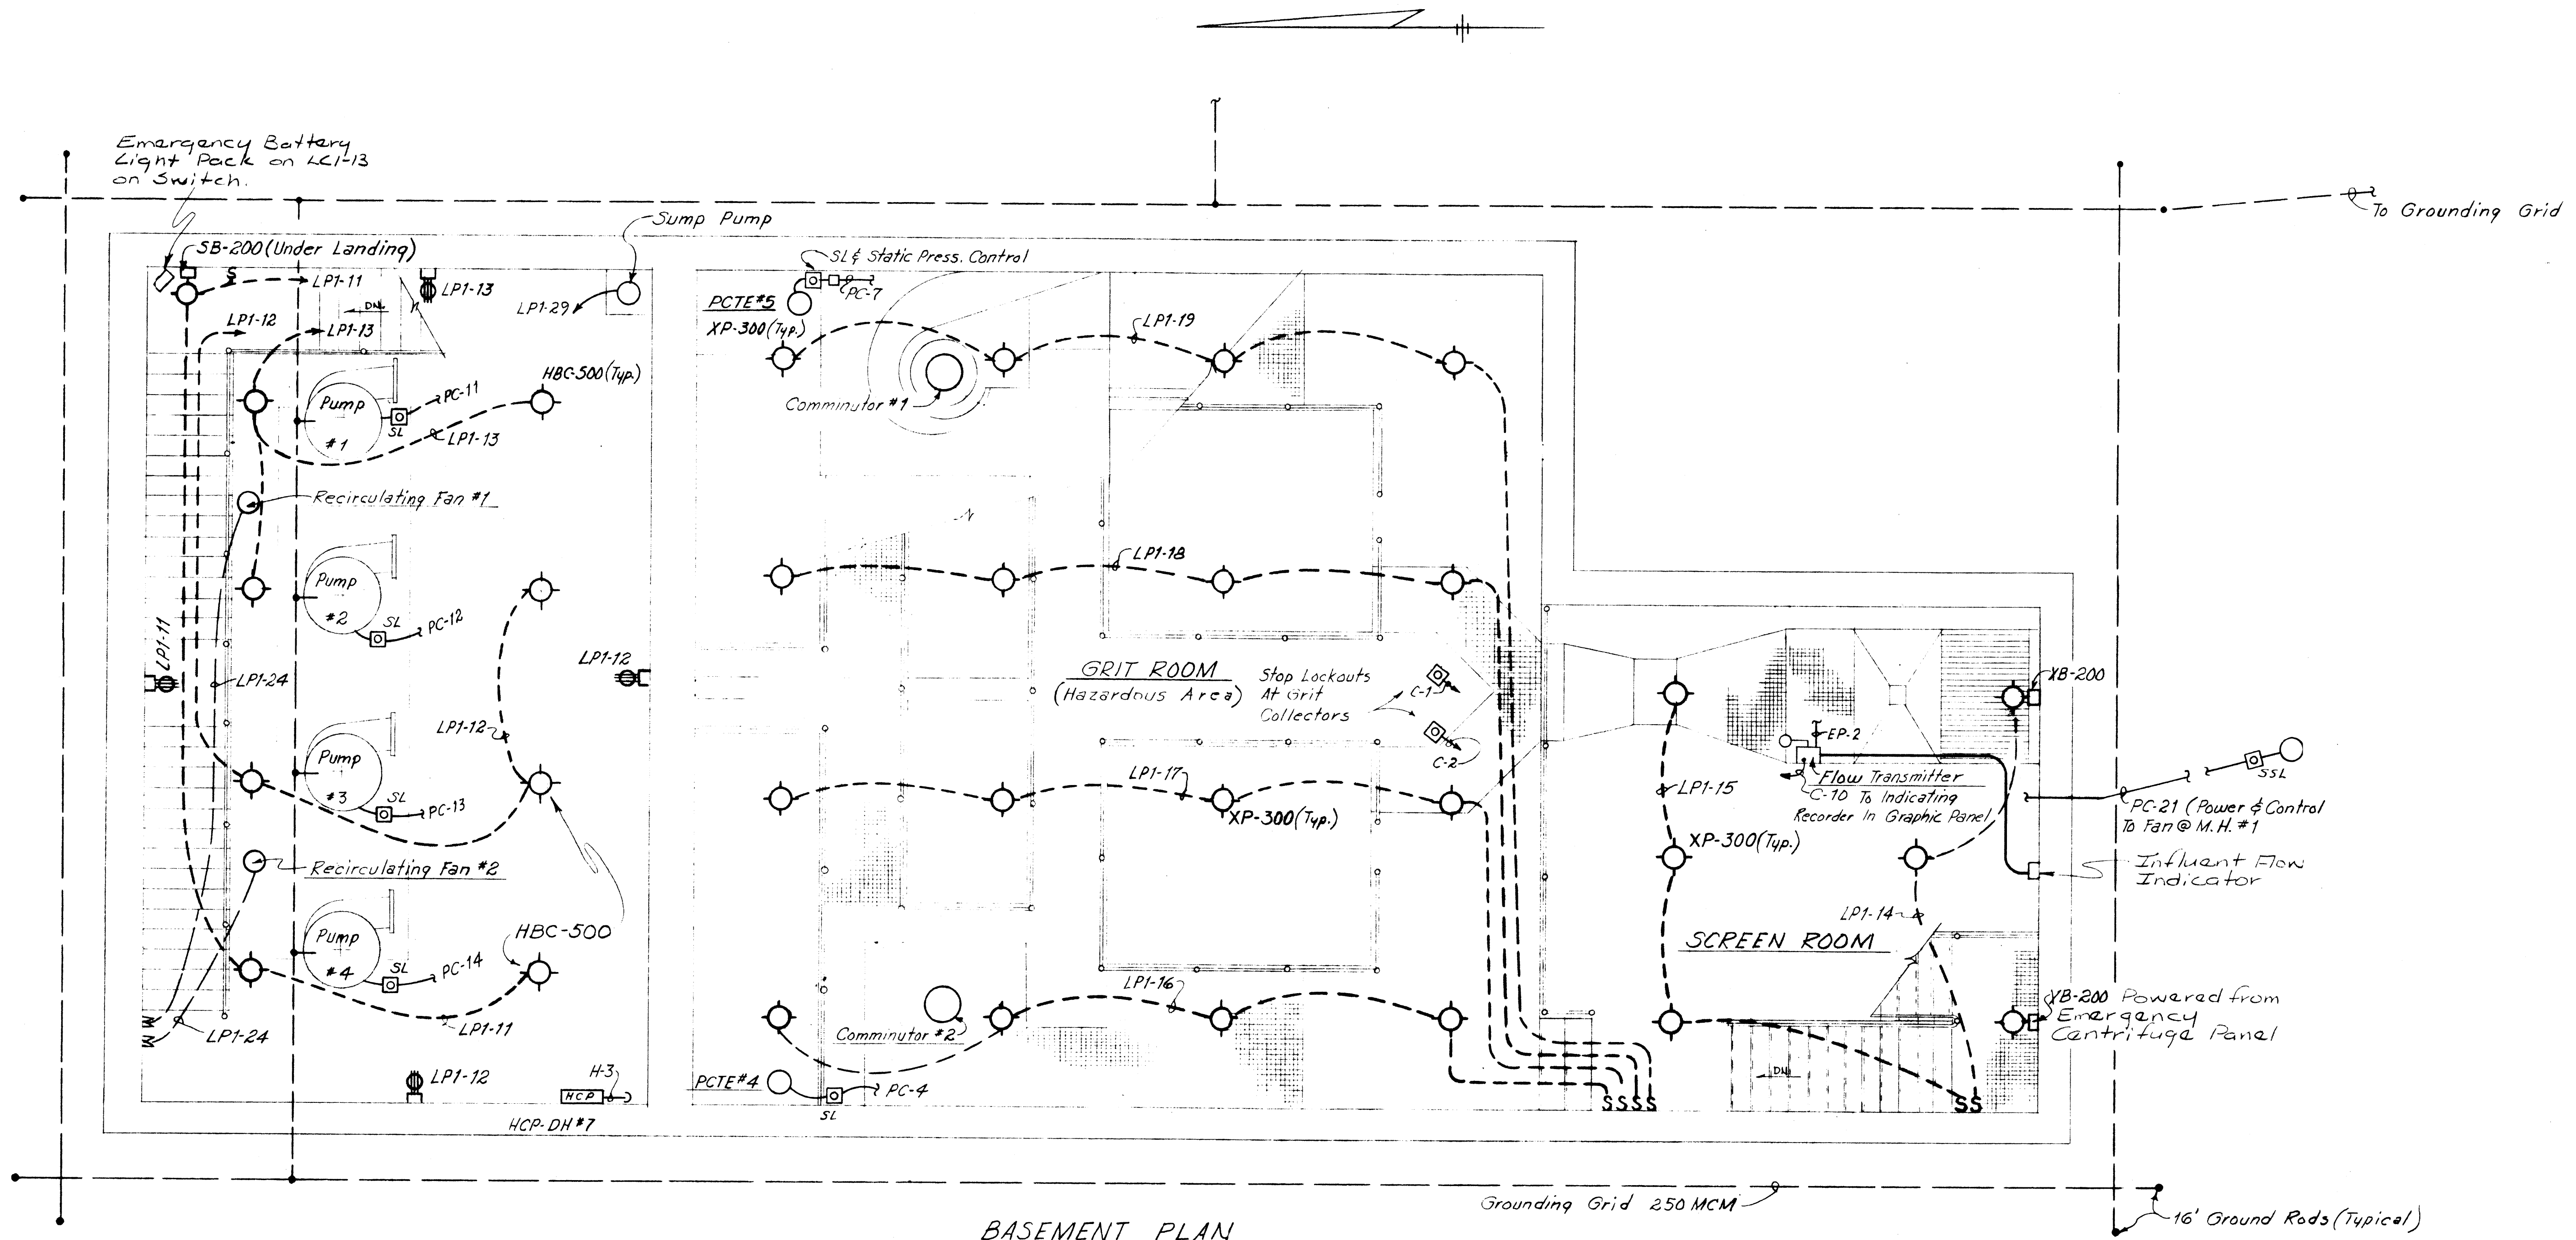 Emergency Battery
Light Pack on LC1-13
on Switch.
To Grounding Grid
Sump Pump
SB-200 (Under Landing)
S
LP1-11
LP1-13
LP1-29
SL & Static Press. Control
PC-7
PCTE#5
XP-300 (Typ.)
DN.
LP1-12
LP1-13
LP1-19
HBC-500 (Typ.)
Pump
#1
PC-11
SL
LP1-13
Comminutor #1
Recirculating Fan #1
LP1-18
Pump
#2
SL
PC-12
LP1-11
LP1-12
LP1-24
GRIT ROOM
(Hazardous Area)
Stop Lockouts
At Grit
Collectors
C-1
C-2
XB-200
LP1-12
EP-2
Pump
#3
SL
PC-13
LP1-17
XP-300 (Typ.)
LP1-15
Flow Transmitter
C-10 To Indicating
Recorder In Graphic Panel
SSL
PC-21 (Power & Control
To Fan @ M.H. #1
XP-300 (Typ.)
Influent Flow
Indicator
Recirculating Fan #2
LP1-14
HBC-500
SCREEN ROOM
Pump
#4
SL
PC-14
LP1-16
XB-200 Powered from
Emergency
Centrifuge Panel
M
M
LP1-24
LP1-11
Comminutor #2
DN.
LP1-12
H-3
HCP
PCTE#4
SL
PC-4
SSSS
SS
HCP-DH#7
Grounding Grid 250 MCM
16' Ground Rods (Typical)
BASEMENT PLAN